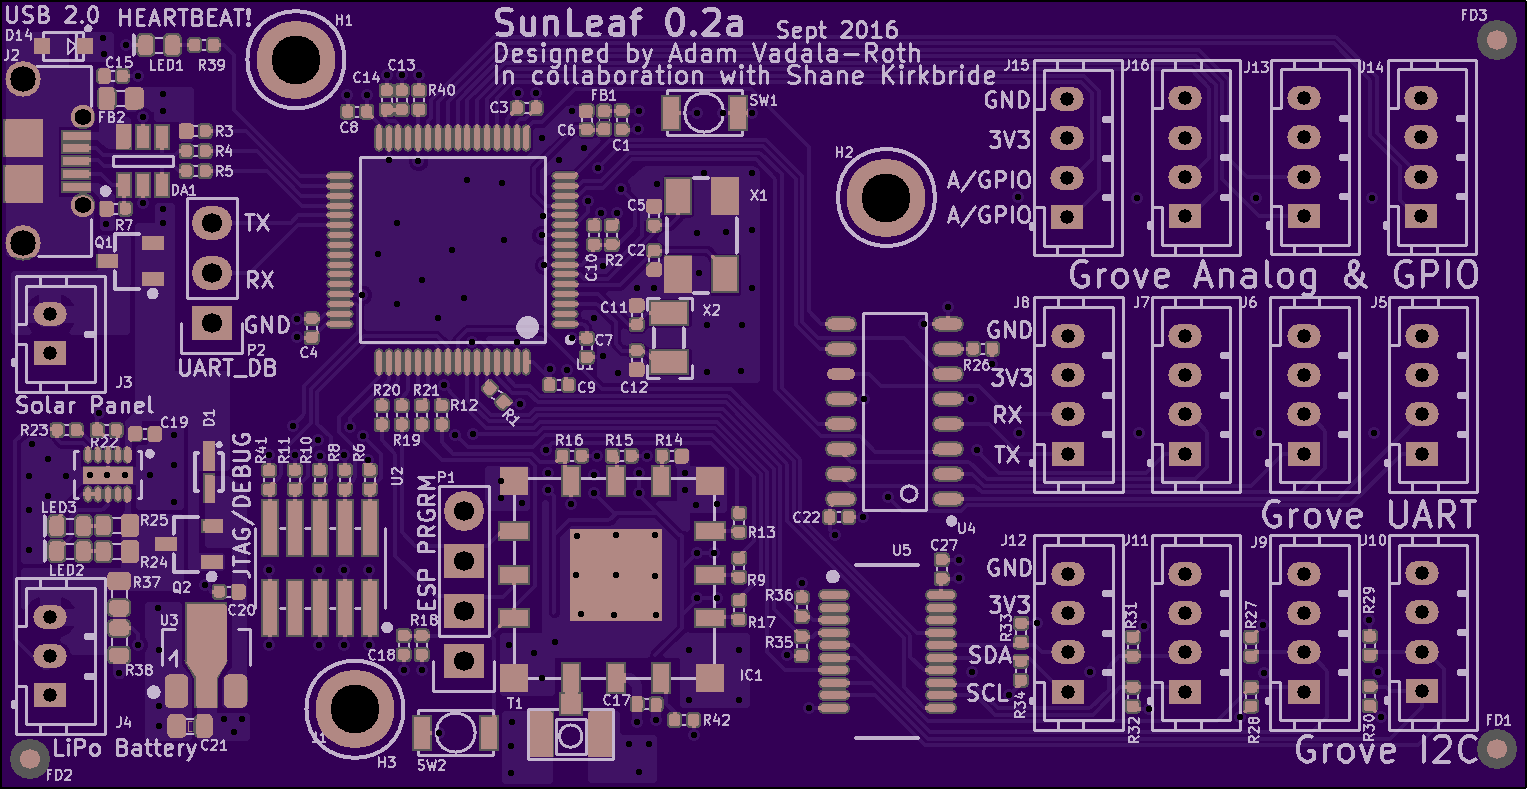 USB 2.0
HEARTBEAT!
D14
J2
C15
LED1
R39
FB2
H1
SunLeaf 0.2a
Sept 2016
Designed by Adam Vadala-Roth
In collaboration with Shane Kirkbride
FD3
C13
C14
R40
C8
C3
FB1
C6
C1
SW1
H2
J15
J16
J13
J14
GND
3V3
A/GPIO
A/GPIO
Grove Analog & GPIO
R3
R4
R5
DA1
R7
Q1
TX
RX
GND
P2
UART_DB
C4
C5
X1
C2
C10
R2
C11
X2
C7
U1
C12
C9
J3
Solar Panel
R20
R21
R12
R19
R1
J8
J7
J6
J5
GND
3V3
RX
TX
R26
Grove UART
R23
R22
C19
D1
R41
R11
R10
R8
R6
U2
JTAG/DEBUG
P1
ESP PRGRM
R16
R15
R14
LED3
R25
R24
LED2
R37
Q2
C20
U3
R38
R18
C18
R13
R9
R17
IC1
C22
U4
U5
C27
R36
R35
J12
J11
J9
J10
GND
3V3
SDA
SCL
R33
R34
R31
R32
R27
R28
R29
R30
Grove I2C
FD1
J4
LiPo Battery
C21
FD2
J1
H3
SW2
T1
C17
R42